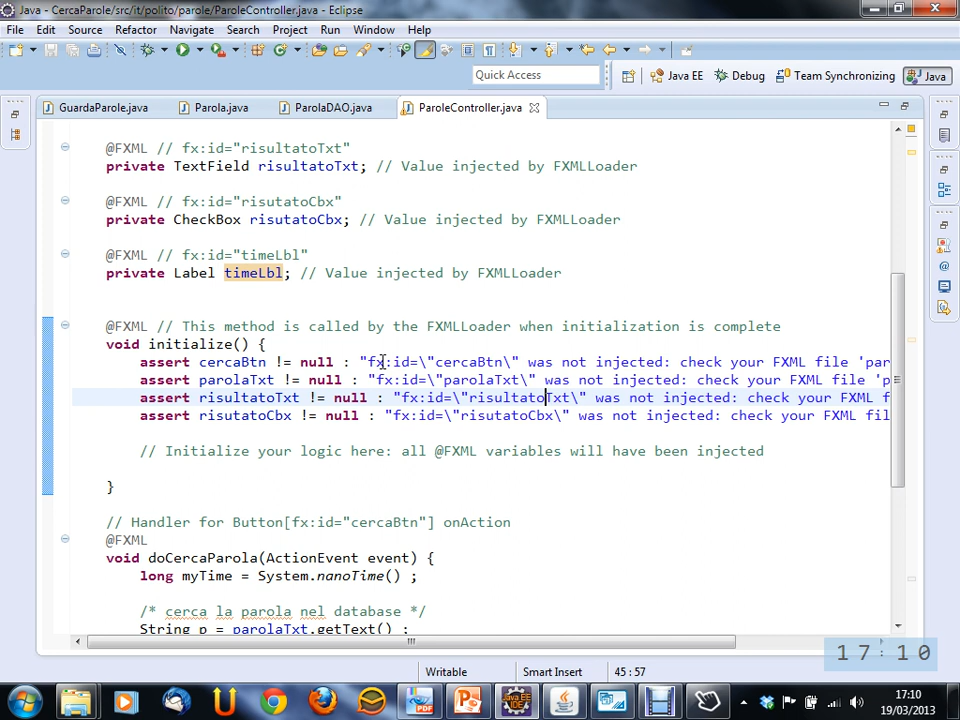 Java - CercaParole/src/it/polito/parole/ParoleController.java - Eclipse
File Edit Source Refactor Navigate Search Project Run Window Help
Quick Access Java EE Debug Team Synchronizing Java
GuardaParole.java Parola.java ParolaDAO.java ParoleController.java
@FXML // fx:id="risultatoTxt"
private TextField risultatoTxt; // Value injected by FXMLLoader
@FXML // fx:id="risutatoCbx"
private CheckBox risutatoCbx; // Value injected by FXMLLoader
@FXML // fx:id="timeLbl"
private Label timeLbl; // Value injected by FXMLLoader
@FXML // This method is called by the FXMLLoader when initialization is complete
void initialize() {
assert cercaBtn != null : "fx:id=\"cercaBtn\" was not injected: check your FXML file 'par
assert parolaTxt != null : "fx:id=\"parolaTxt\" was not injected: check your FXML file 'p
assert risultatoTxt != null : "fx:id=\"risultatoTxt\" was not injected: check your FXML f
assert risutatoCbx != null : "fx:id=\"risutatoCbx\" was not injected: check your FXML fil
// Initialize your logic here: all @FXML variables will have been injected
}
// Handler for Button[fx:id="cercaBtn"] onAction
@FXML
void doCercaParola(ActionEvent event) {
long myTime = System.nanoTime() ;
/* cerca la parola nel database */
String p = parolaTxt.getText() ;
17:10
Writable Smart Insert 45 : 57
17:10
19/03/2013